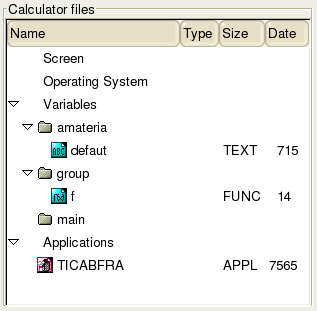 Calculator files
Name Type Size Date
Screen
Operating System
Variables
amateria
defaut TEXT 715
group
f FUNC 14
main
Applications
TICABFRA APPL 7565